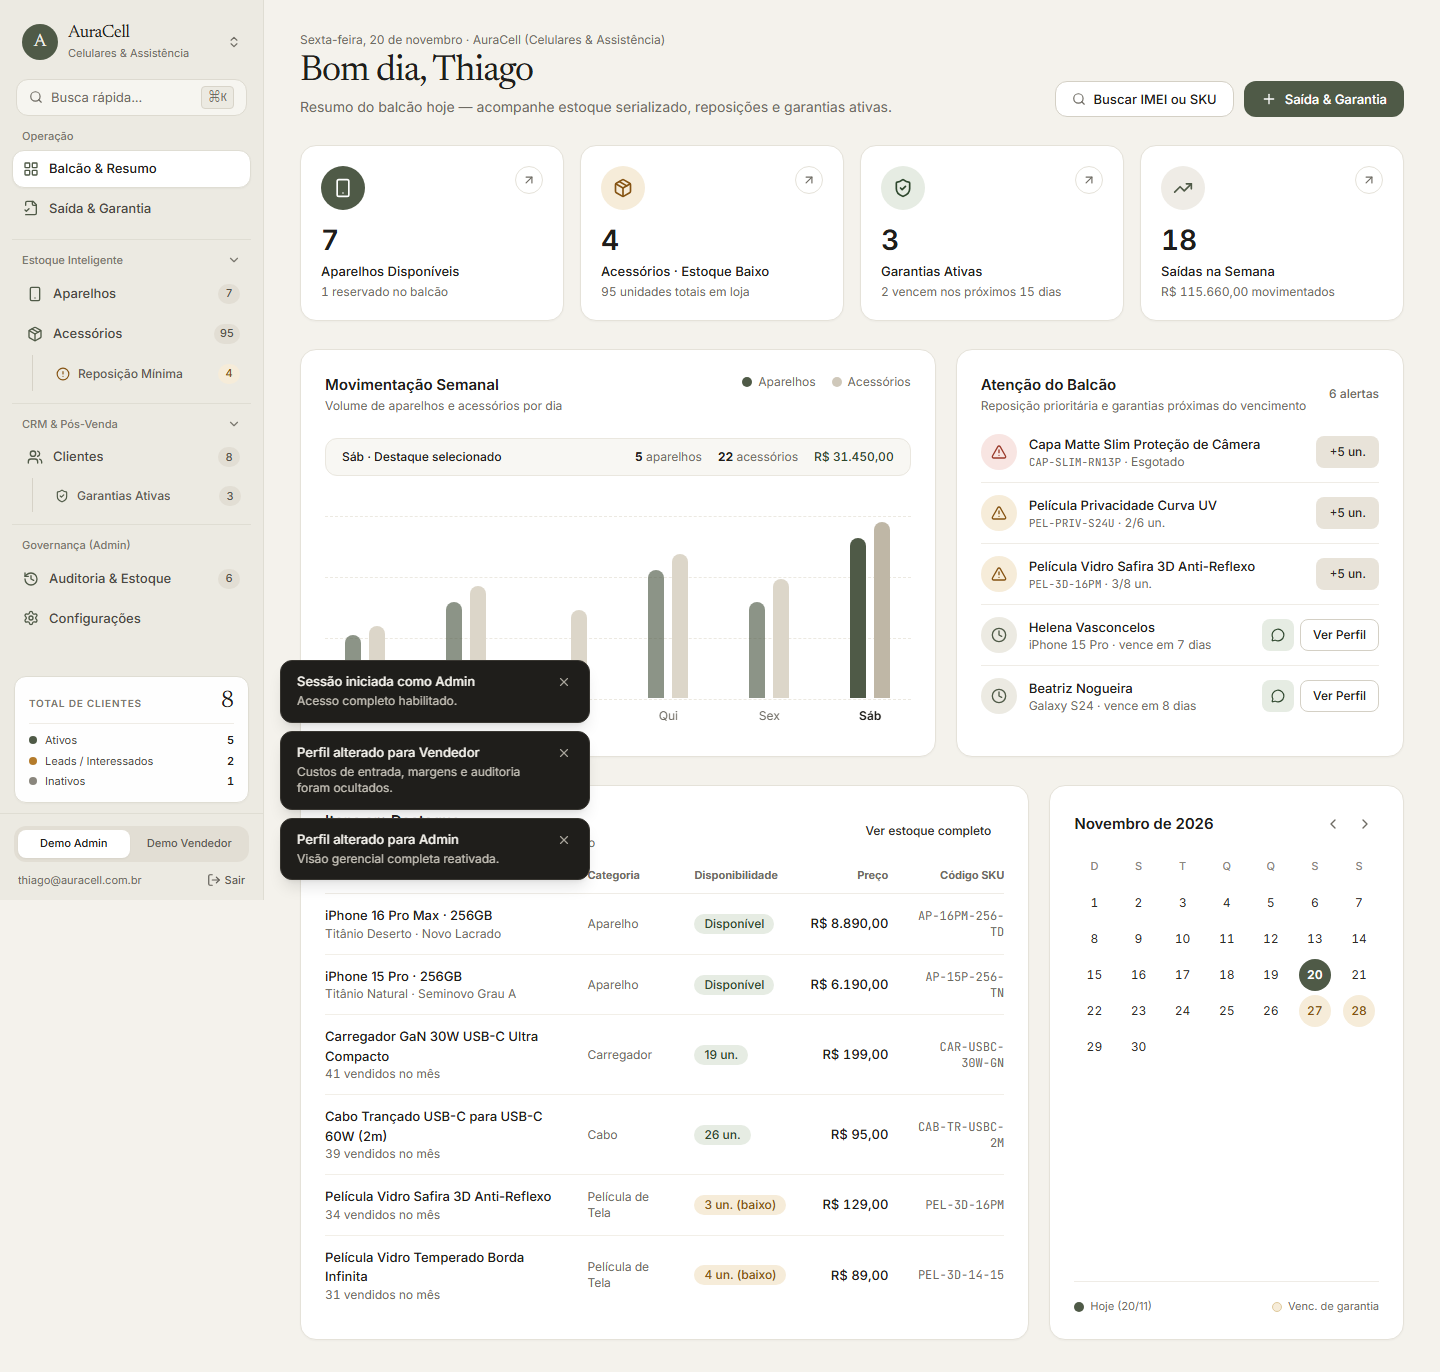 A
AuraCell
Celulares & Assistência
Busca rápida...
⌘K
Operação
Balcão & Resumo
Saída & Garantia
Estoque Inteligente
Aparelhos
7
Acessórios
95
Reposição Mínima
4
CRM & Pós-Venda
Clientes
8
Garantias Ativas
3
Governança (Admin)
Auditoria & Estoque
6
Configurações
TOTAL DE CLIENTES
8
Ativos
5
Leads / Interessados
2
Inativos
1
Demo Admin
Demo Vendedor
thiago@auracell.com.br
Sair
Sexta-feira, 20 de novembro · AuraCell (Celulares & Assistência)
Bom dia, Thiago
Resumo do balcão hoje — acompanhe estoque serializado, reposições e garantias ativas.
Buscar IMEI ou SKU
Saída & Garantia
7
Aparelhos Disponíveis
1 reservado no balcão
4
Acessórios · Estoque Baixo
95 unidades totais em loja
3
Garantias Ativas
2 vencem nos próximos 15 dias
18
Saídas na Semana
R$ 115.660,00 movimentados
Movimentação Semanal
Volume de aparelhos e acessórios por dia
Aparelhos
Acessórios
Sáb · Destaque selecionado
5 aparelhos
22 acessórios
R$ 31.450,00
Qui
Sex
Sáb
Atenção do Balcão
Reposição prioritária e garantias próximas do vencimento
6 alertas
Capa Matte Slim Proteção de Câmera
CAP-SLIM-RN13P · Esgotado
+5 un.
Película Privacidade Curva UV
PEL-PRIV-S24U · 2/6 un.
+5 un.
Película Vidro Safira 3D Anti-Reflexo
PEL-3D-16PM · 3/8 un.
+5 un.
Helena Vasconcelos
iPhone 15 Pro · vence em 7 dias
Ver Perfil
Beatriz Nogueira
Galaxy S24 · vence em 8 dias
Ver Perfil
Sessão iniciada como Admin
Acesso completo habilitado.
Perfil alterado para Vendedor
Custos de entrada, margens e auditoria
foram ocultados.
Perfil alterado para Admin
Visão gerencial completa reativada.
Ver estoque completo
Categoria
Disponibilidade
Preço
Código SKU
iPhone 16 Pro Max · 256GB
Titânio Deserto · Novo Lacrado
Aparelho
Disponível
R$ 8.890,00
AP-16PM-256-
TD
iPhone 15 Pro · 256GB
Titânio Natural · Seminovo Grau A
Aparelho
Disponível
R$ 6.190,00
AP-15P-256-
TN
Carregador GaN 30W USB-C Ultra
Compacto
41 vendidos no mês
Carregador
19 un.
R$ 199,00
CAR-USBC-
30W-GN
Cabo Trançado USB-C para USB-C
60W (2m)
39 vendidos no mês
Cabo
26 un.
R$ 95,00
CAB-TR-USBC-
2M
Película Vidro Safira 3D Anti-Reflexo
34 vendidos no mês
Película de
Tela
3 un. (baixo)
R$ 129,00
PEL-3D-16PM
Película Vidro Temperado Borda
Infinita
31 vendidos no mês
Película de
Tela
4 un. (baixo)
R$ 89,00
PEL-3D-14-15
Novembro de 2026
D S T Q Q S S
1 2 3 4 5 6 7
8 9 10 11 12 13 14
15 16 17 18 19 20 21
22 23 24 25 26 27 28
29 30
Hoje (20/11)
Venc. de garantia